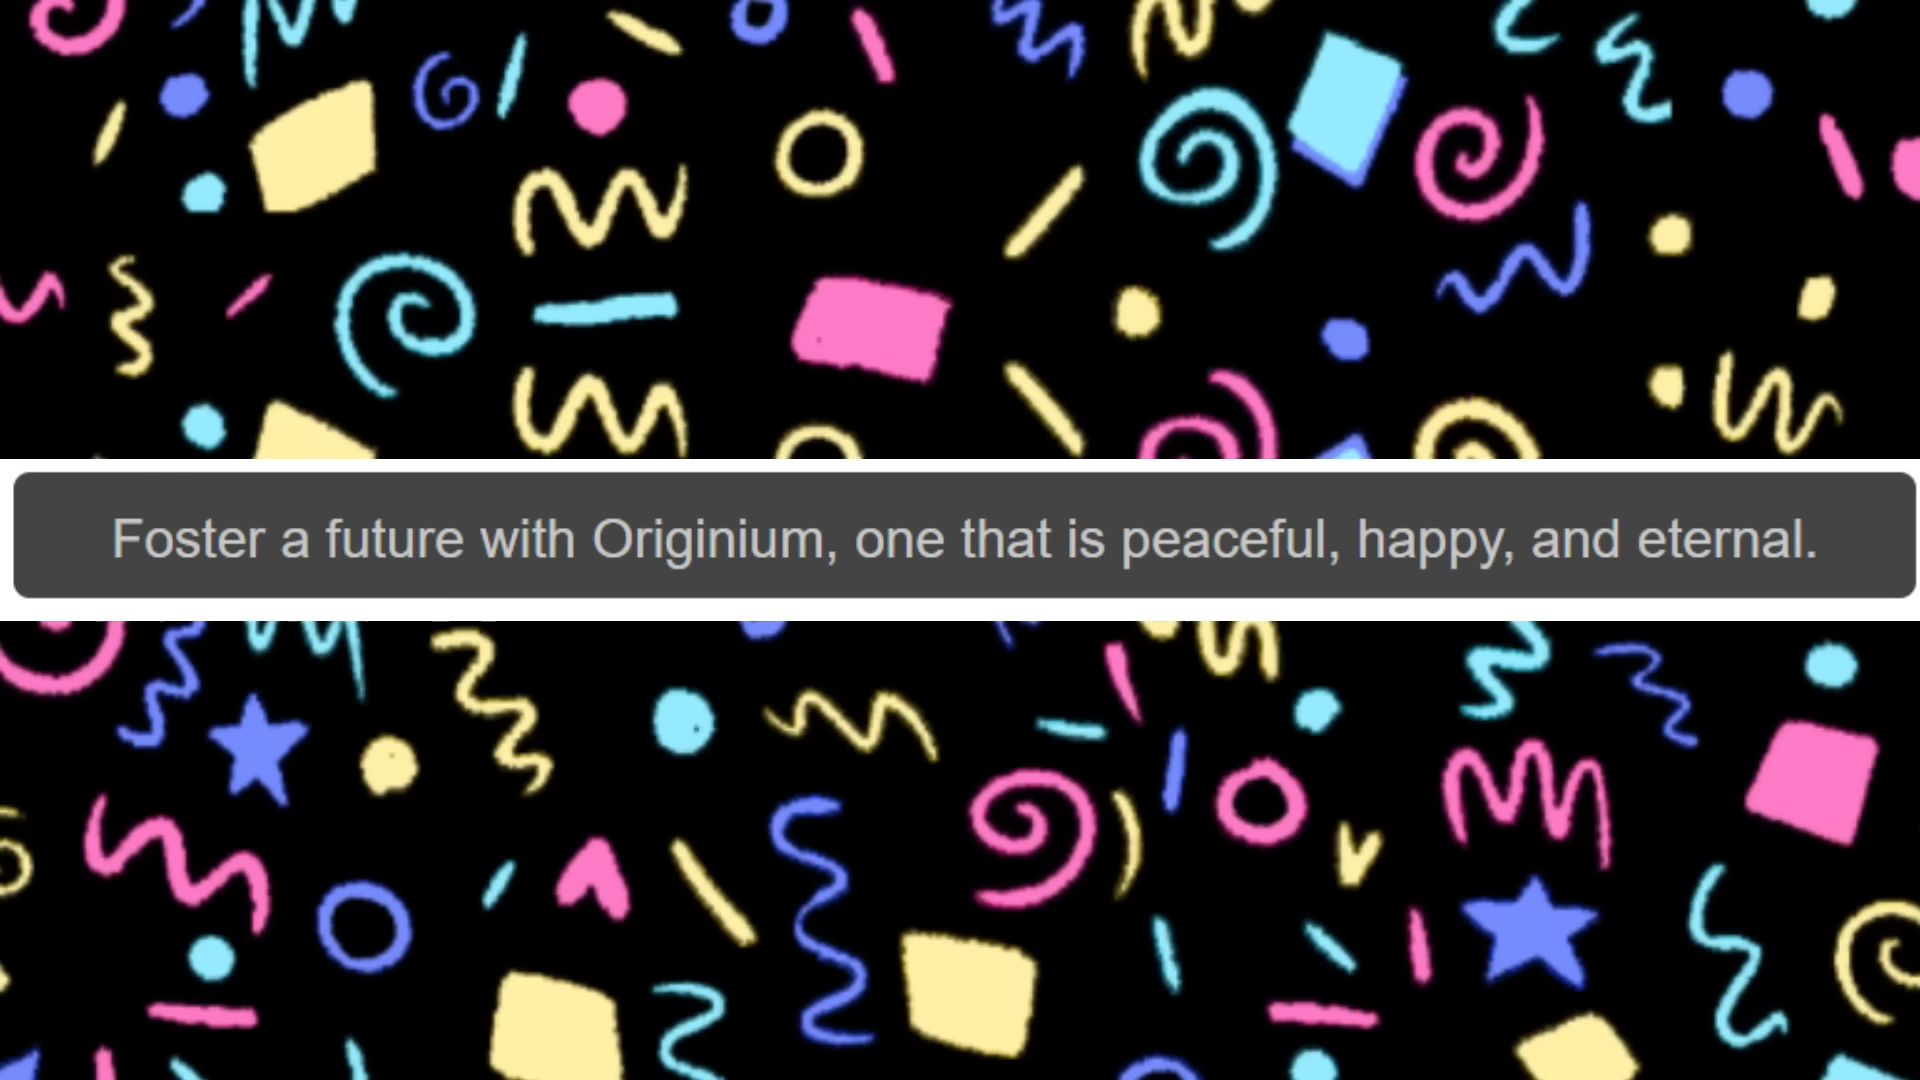 Foster a future with Originium, one that is peaceful, happy, and eternal.